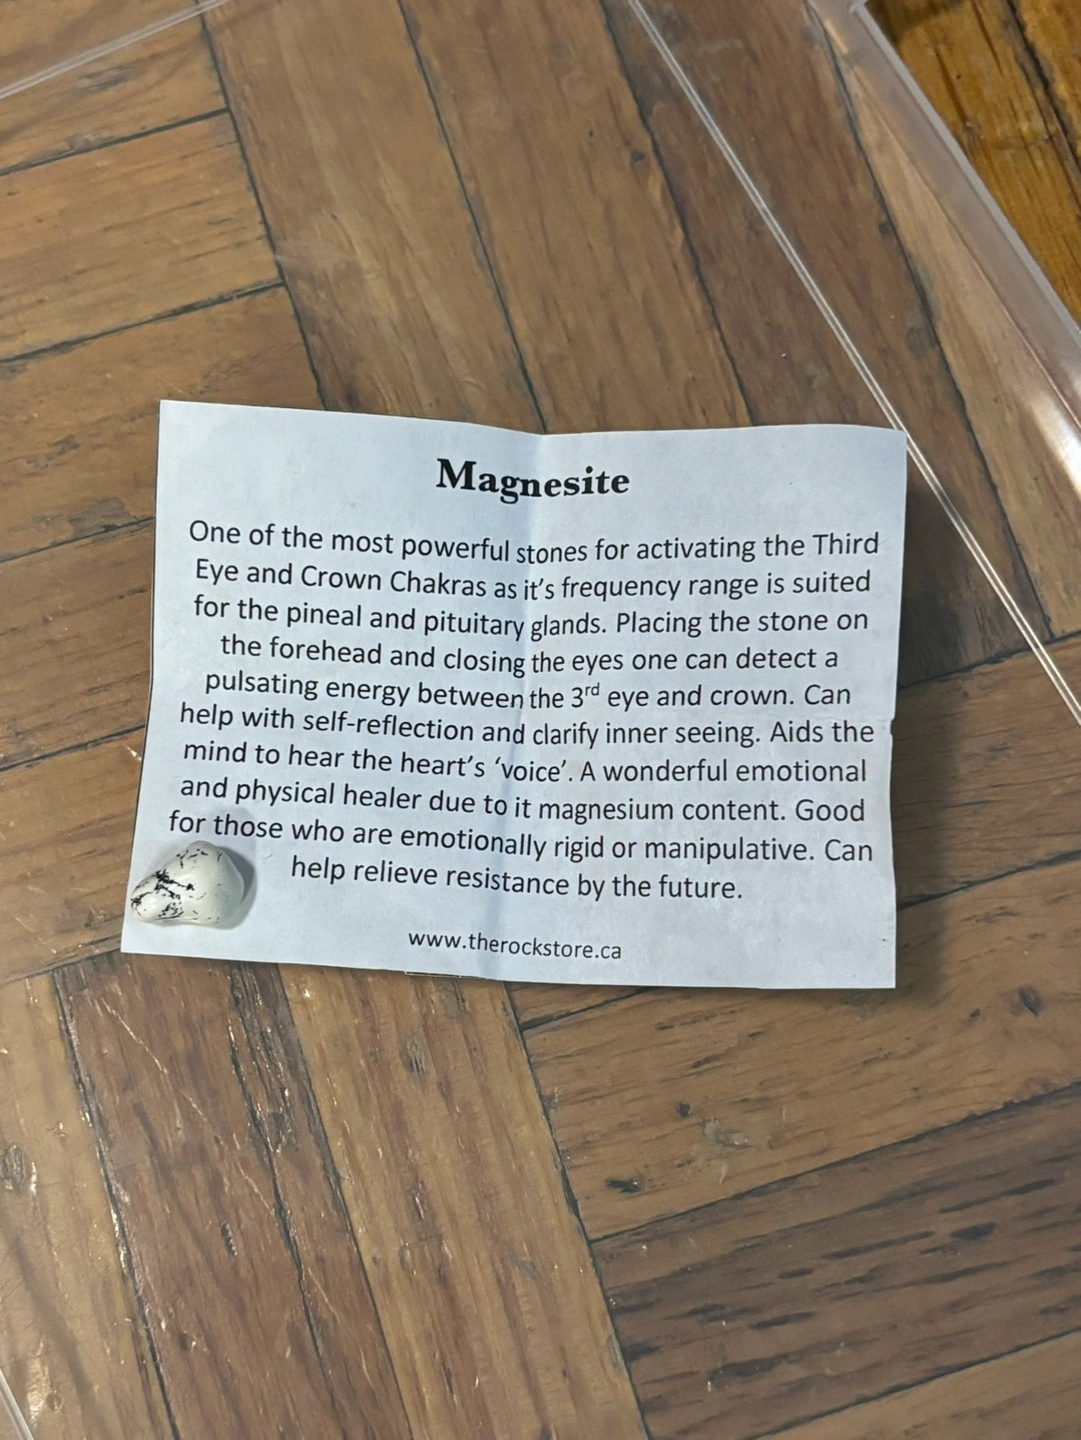 Magnesite
One of the most powerful stones for activating the Third
Eye and Crown Chakras as it's frequency range is suited
for the pineal and pituitary glands. Placing the stone on
the forehead and closing the eyes one can detect a
pulsating energy between the 3rd eye and crown. Can
help with self-reflection and clarify inner seeing. Aids the
mind to hear the heart's ‘voice’. A wonderful emotional
and physical healer due to it magnesium content. Good
for those who are emotionally rigid or manipulative. Can
help relieve resistance by the future.
www.therockstore.ca